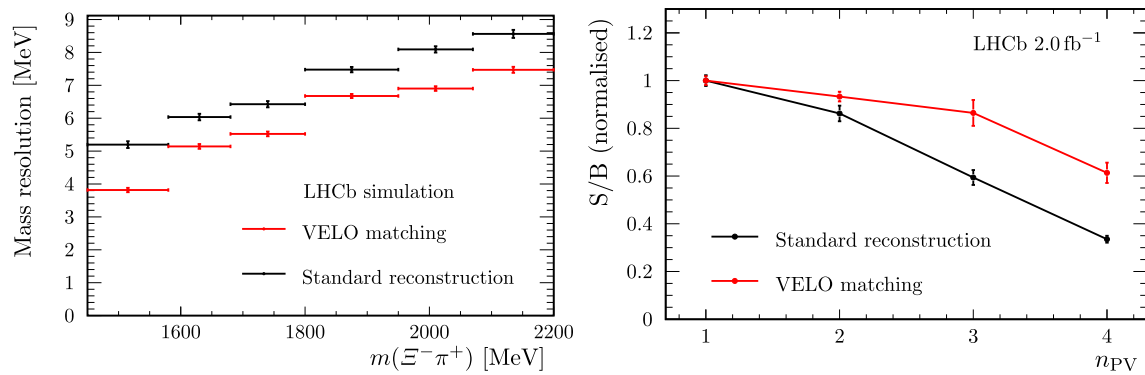 Mass resolution [MeV]
9
8
7
6
5
4
3
2
1
0
LHCb simulation
VELO matching
Standard reconstruction
1600 1800 2000 2200
m(Ξ⁻π⁺) [MeV]
S/B (normalised)
1.2
1
0.8
0.6
0.4
0.2
0
LHCb 2.0 fb⁻¹
Standard reconstruction
VELO matching
1 2 3 4
n_PV